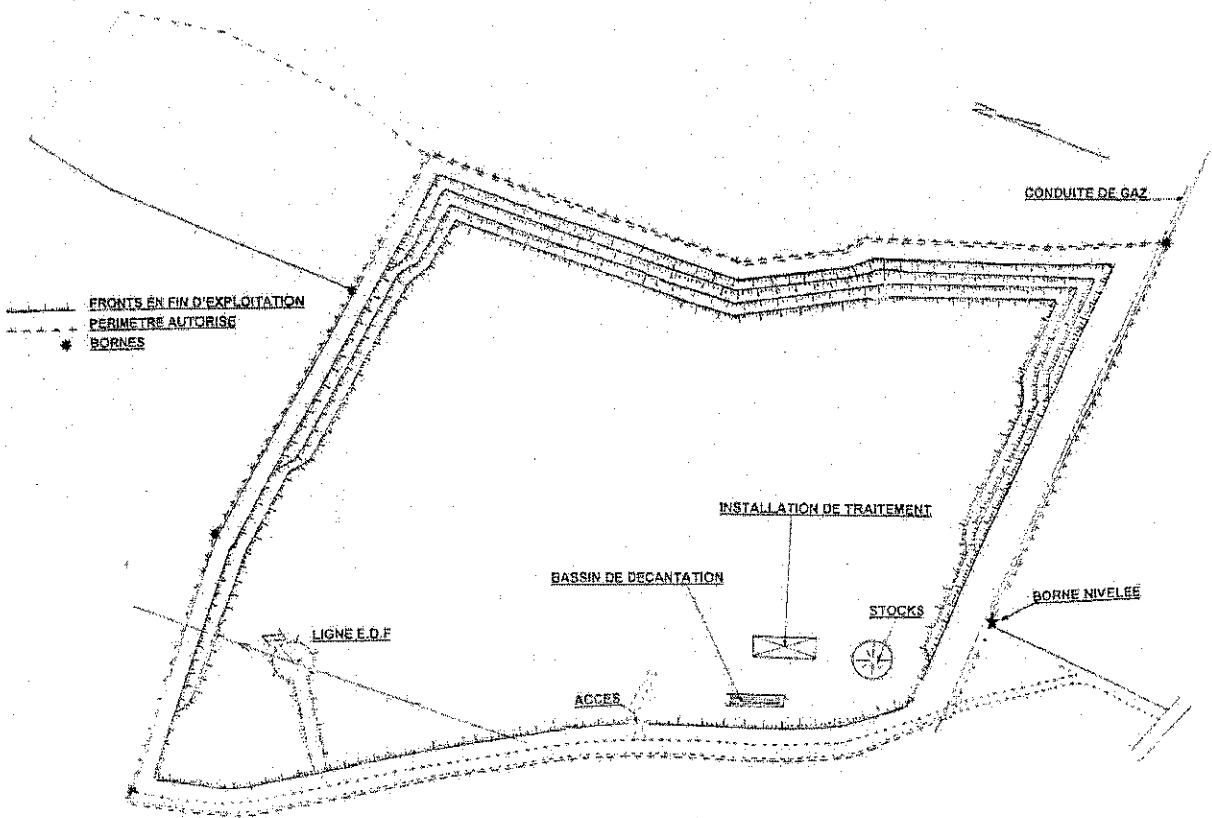 CONDUITE DE GAZ
FRONTS EN FIN D'EXPLOITATION
PERIMETRE AUTORISE
BORNES
INSTALLATION DE TRAITEMENT
BASSIN DE DECANTATION
STOCKS
BORNE NIVELEE
LIGNE E.D.F
ACCES